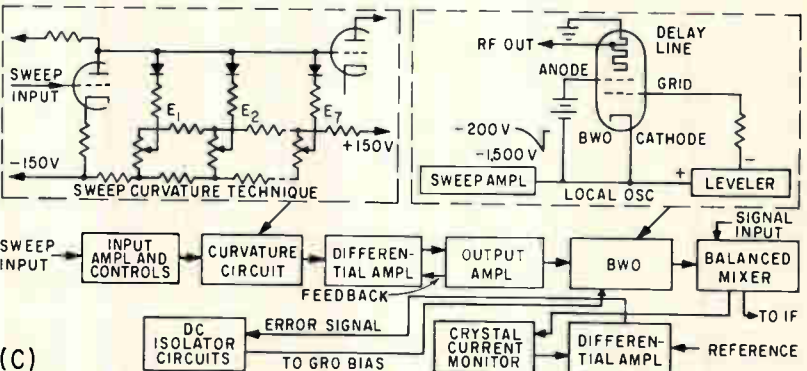 SWEEP INPUT
E1
E2
E7
-150V
+150V
SWEEP CURVATURE TECHNIQUE
RF OUT
DELAY LINE
ANODE
GRID
-200V
-1,500V
BWO
CATHODE
+
-
SWEEP AMPL
LOCAL OSC
LEVELER
SWEEP INPUT
INPUT AMPL AND CONTROLS
CURVATURE CIRCUIT
DIFFEREN-
TIAL AMPL
OUTPUT AMPL
BWO
SIGNAL INPUT
BALANCED MIXER
FEEDBACK
TO IF
DC ISOLATOR CIRCUITS
ERROR SIGNAL
TO GRO BIAS
CRYSTAL CURRENT MONITOR
DIFFEREN-
TIAL AMPL
REFERENCE
(C)